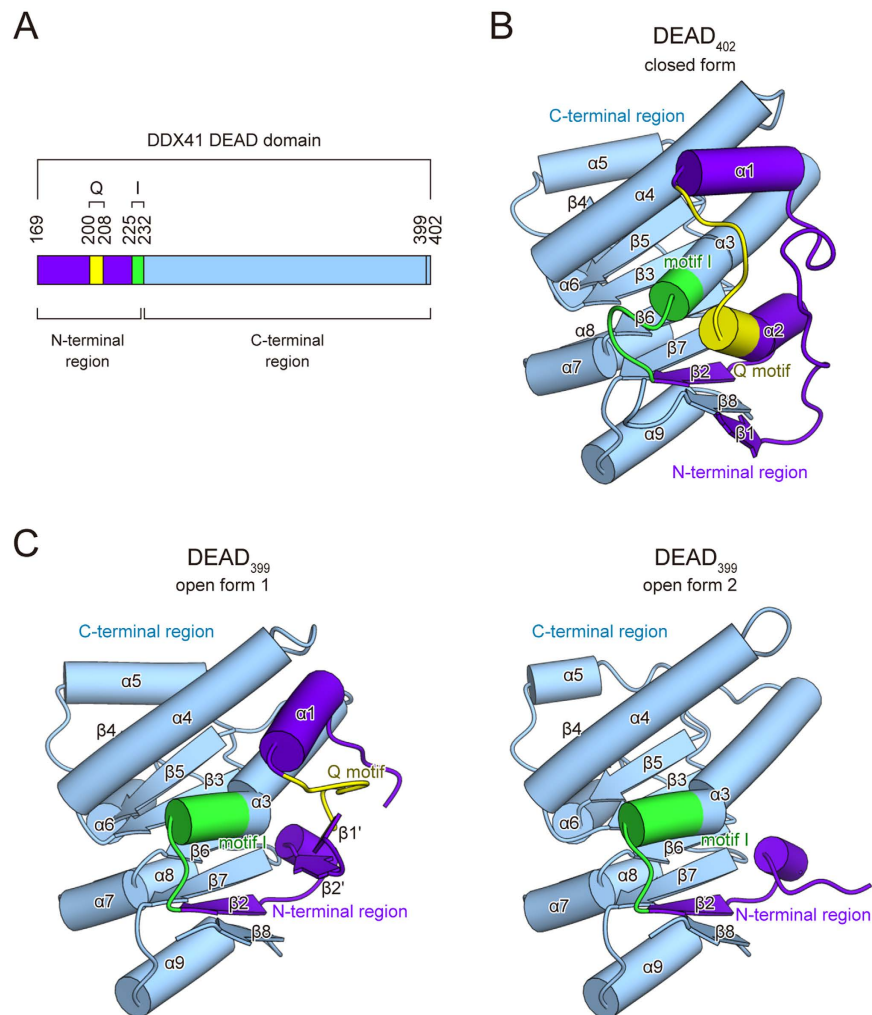 A
DDX41 DEAD domain
Q
I
169
200
208
225
232
399
402
N-terminal
region
C-terminal
region
B
DEAD402
closed form
C-terminal region
α5
α1
α4
β4
β5
α3
motif I
β3
α6
β6
α8
α2
β7
α7
β2
Q motif
β8
α9
β1
N-terminal region
C
DEAD399
open form 1
C-terminal region
α5
α1
α4
β4
β5
β3
Q motif
α3
α6
motif I
β1'
β6
α8
β7
β2'
α7
β2
N-terminal region
β8
α9
DEAD399
open form 2
C-terminal region
α5
α4
β4
β5
β3
α3
α6
motif I
β6
α8
β7
α7
β2
N-terminal region
β8
α9